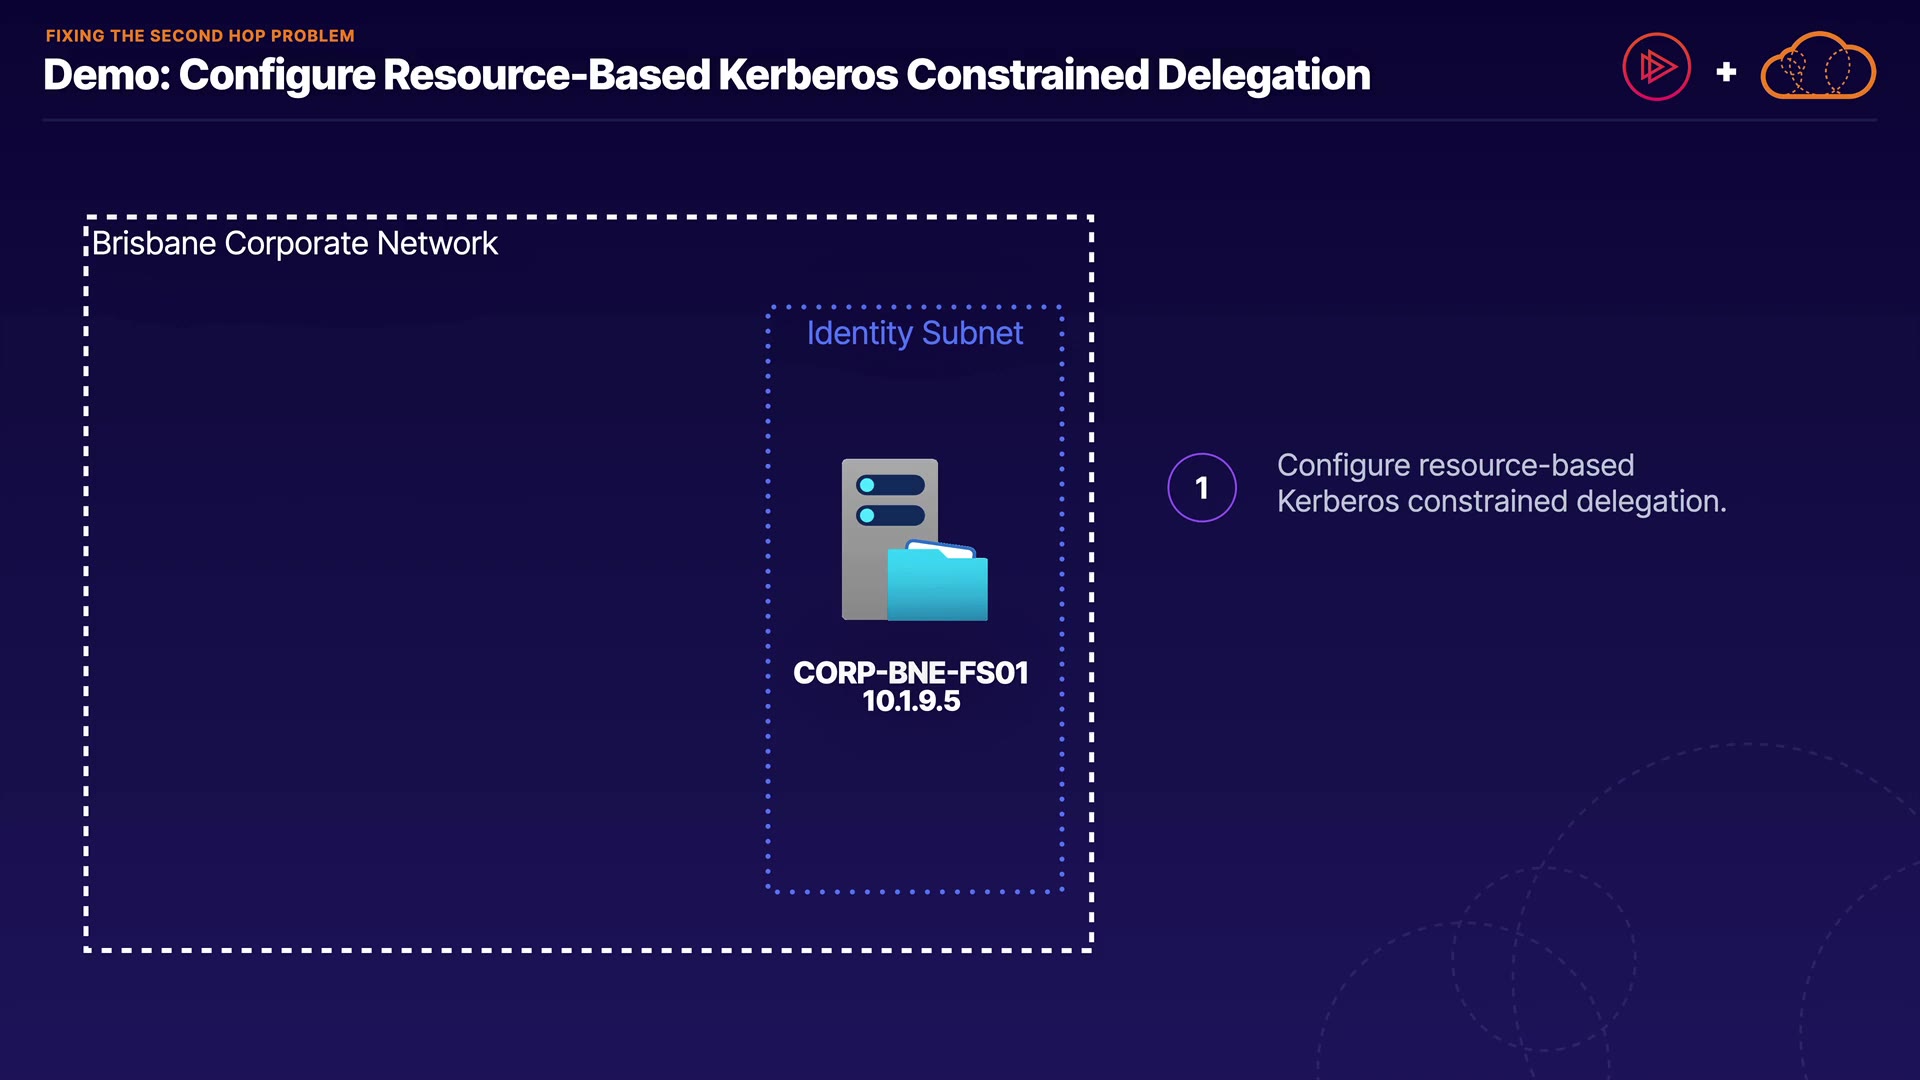 FIXING THE SECOND HOP PROBLEM
Demo: Configure Resource-Based Kerberos Constrained Delegation
Brisbane Corporate Network
Identity Subnet
CORP-BNE-FS01
10.1.9.5
1
Configure resource-based
Kerberos constrained delegation.